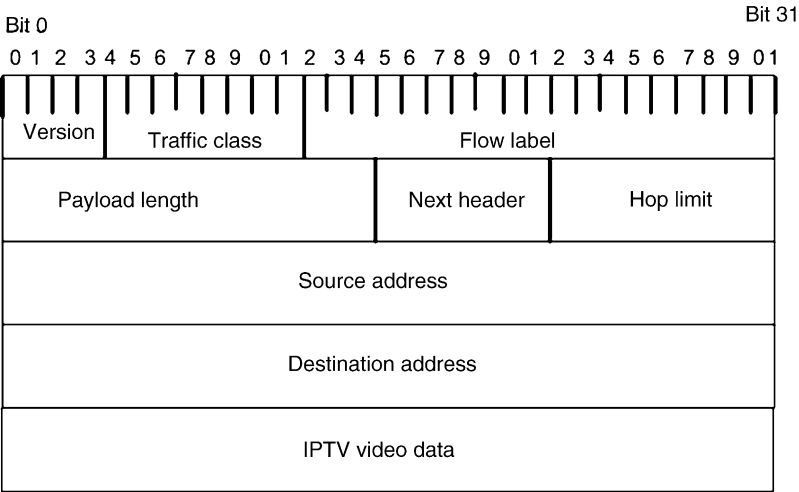 Bit 0
Bit 31
0 1 2 3 4 5 6 7 8 9 0 1 2 3 4 5 6 7 8 9 0 1 2 3 4 5 6 7 8 9 0 1
Version Traffic class Flow label
Payload length Next header Hop limit
Source address
Destination address
IPTV video data